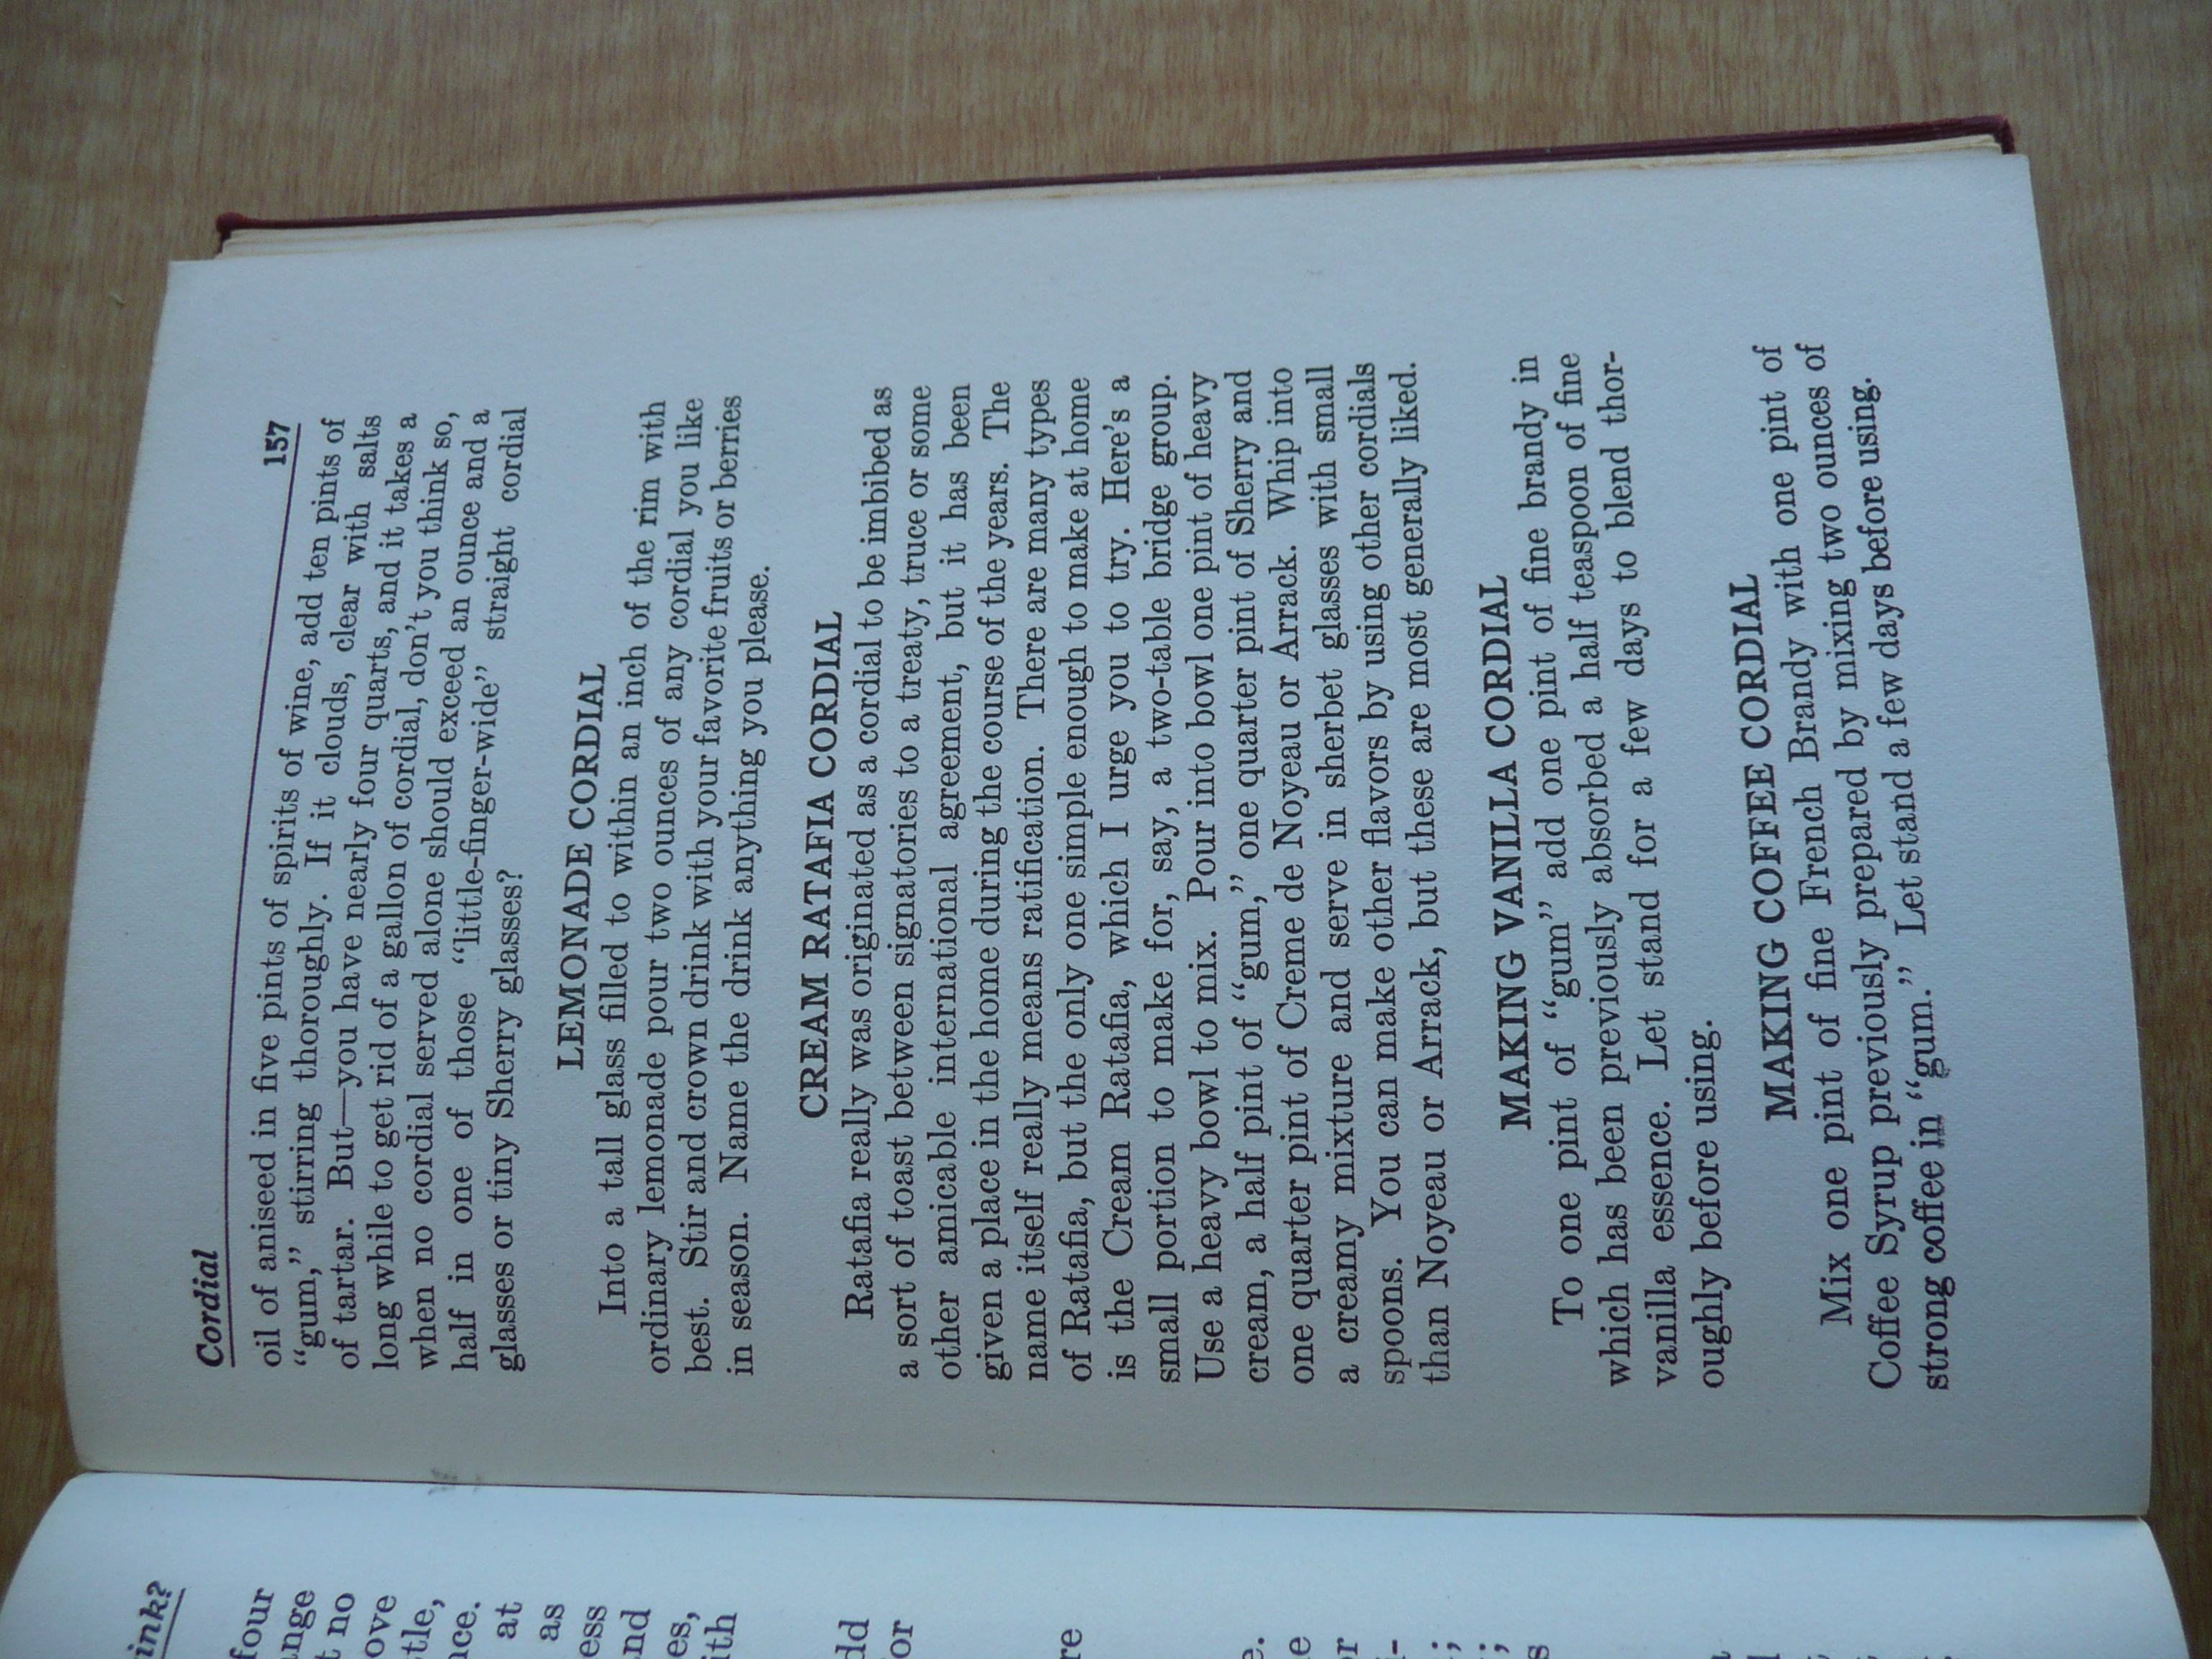 ink?
four
ange
t no
ove
tle,
nce.
at
as
ess
and
es,
ith
dd
or
re
e.
ne
or
i-
;
;
s
Cordial 157
oil of aniseed in five pints of spirits of wine, add ten pints of
“gum,” stirring thoroughly. If it clouds, clear with salts
of tartar. But—you have nearly four quarts, and it takes a
long while to get rid of a gallon of cordial, don’t you think so,
when no cordial served alone should exceed an ounce and a
half in one of those “little-finger-wide” straight cordial
glasses or tiny Sherry glasses?
LEMONADE CORDIAL
Into a tall glass filled to within an inch of the rim with
ordinary lemonade pour two ounces of any cordial you like
best. Stir and crown drink with your favorite fruits or berries
in season. Name the drink anything you please.
CREAM RATAFIA CORDIAL
Ratafia really was originated as a cordial to be imbibed as
a sort of toast between signatories to a treaty, truce or some
other amicable international agreement, but it has been
given a place in the home during the course of the years. The
name itself really means ratification. There are many types
of Ratafia, but the only one simple enough to make at home
is the Cream Ratafia, which I urge you to try. Here’s a
small portion to make for, say, a two-table bridge group.
Use a heavy bowl to mix. Pour into bowl one pint of heavy
cream, a half pint of “gum,” one quarter pint of Sherry and
one quarter pint of Creme de Noyeau or Arrack. Whip into
a creamy mixture and serve in sherbet glasses with small
spoons. You can make other flavors by using other cordials
than Noyeau or Arrack, but these are most generally liked.
MAKING VANILLA CORDIAL
To one pint of “gum” add one pint of fine brandy in
which has been previously absorbed a half teaspoon of fine
vanilla essence. Let stand for a few days to blend thor-
oughly before using.
MAKING COFFEE CORDIAL
Mix one pint of fine French Brandy with one pint of
Coffee Syrup previously prepared by mixing two ounces of
strong coffee in “gum.” Let stand a few days before using.